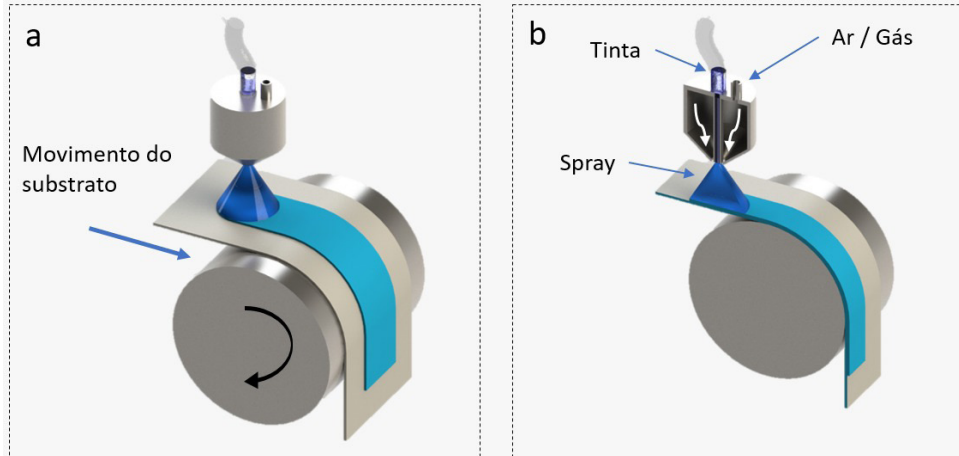 a
Movimento do
substrato
b
Tinta
Ar / Gás
Spray